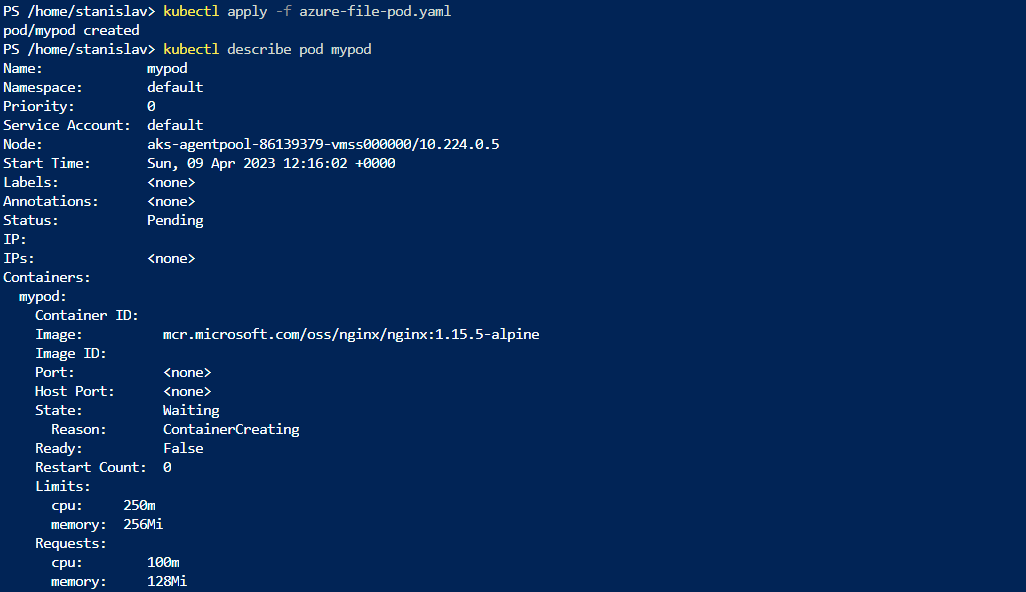 PS /home/stanislav> kubectl apply -f azure-file-pod.yaml
pod/mypod created
PS /home/stanislav> kubectl describe pod mypod
Name:             mypod
Namespace:        default
Priority:         0
Service Account:  default
Node:             aks-agentpool-86139379-vmss000000/10.224.0.5
Start Time:       Sun, 09 Apr 2023 12:16:02 +0000
Labels:           <none>
Annotations:      <none>
Status:           Pending
IP:
IPs:              <none>
Containers:
  mypod:
    Container ID:
    Image:          mcr.microsoft.com/oss/nginx/nginx:1.15.5-alpine
    Image ID:
    Port:           <none>
    Host Port:      <none>
    State:          Waiting
      Reason:       ContainerCreating
    Ready:          False
    Restart Count:  0
    Limits:
      cpu:     250m
      memory:  256Mi
    Requests:
      cpu:        100m
      memory:     128Mi